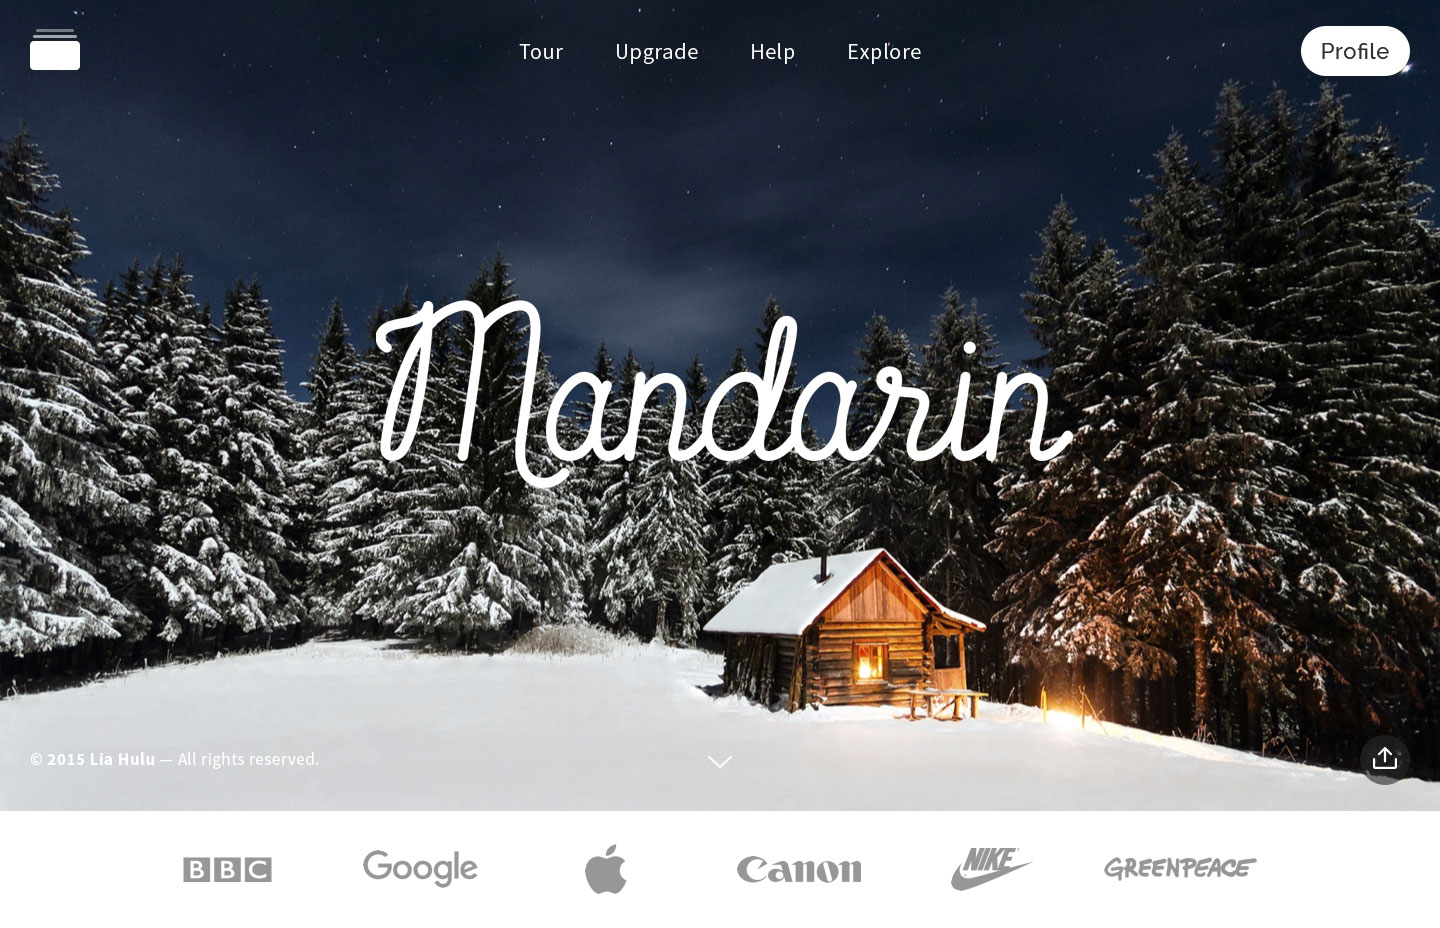 Tour Upgrade Help Explore Profile
Mandarin
© 2015 Lia Hulu — All rights reserved.
BBC Google Canon NIKE GREENPEACE